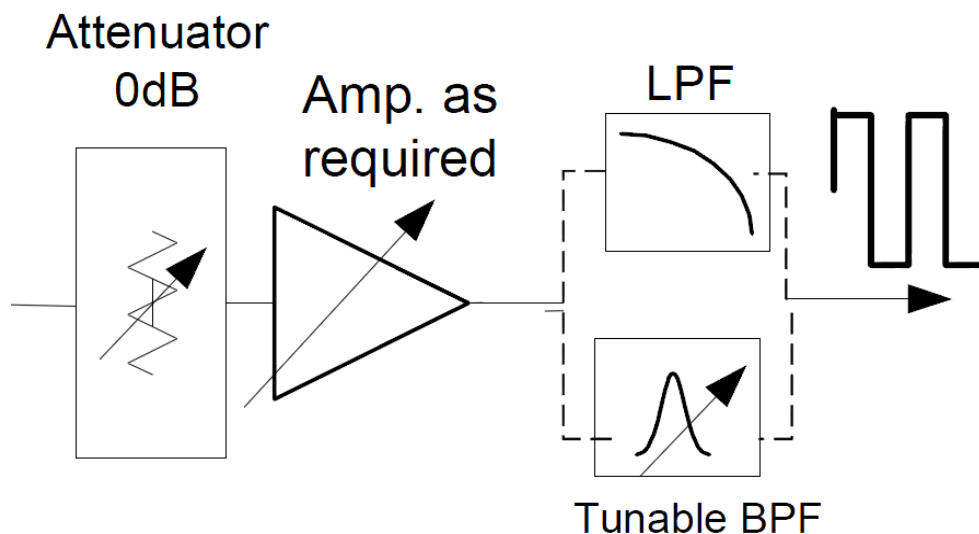 Attenuator
0dB
Amp. as
required
LPF
Tunable BPF